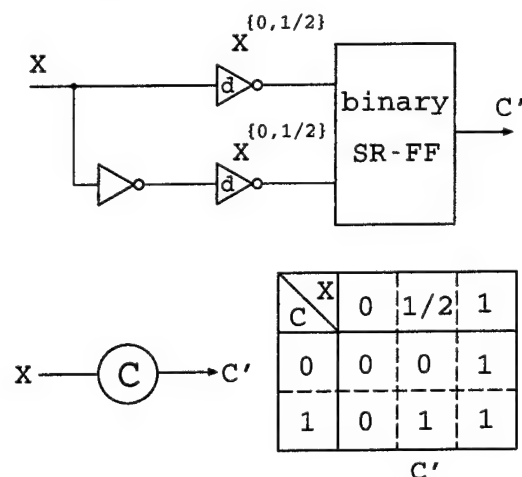 X^{0,1/2}
X
d
binary
SR-FF
C'
X^{0,1/2}
d
X
C
C'
C X 0 1/2 1
0 0 0 1
1 0 1 1
C'